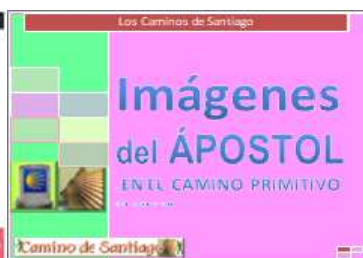 Los Caminos de Santiago
Imágenes
del ÁPOSTOL
EN EL CAMINO PRIMITIVO
Camino de Santiago